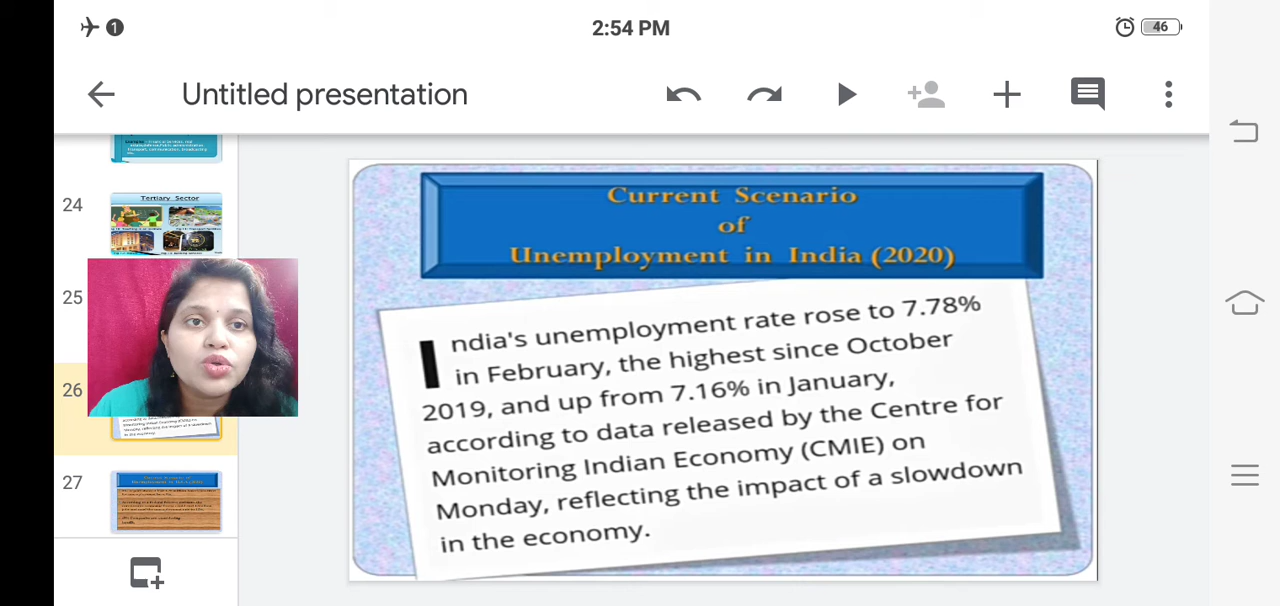 1
2:54 PM
46
Untitled presentation
24
Tertiary Sector
25
26
27
Current Scenario
of
Unemployment in India (2020)
India's unemployment rate rose to 7.78%
in February, the highest since October
2019, and up from 7.16% in January,
according to data released by the Centre for
Monitoring Indian Economy (CMIE) on
Monday, reflecting the impact of a slowdown
in the economy.